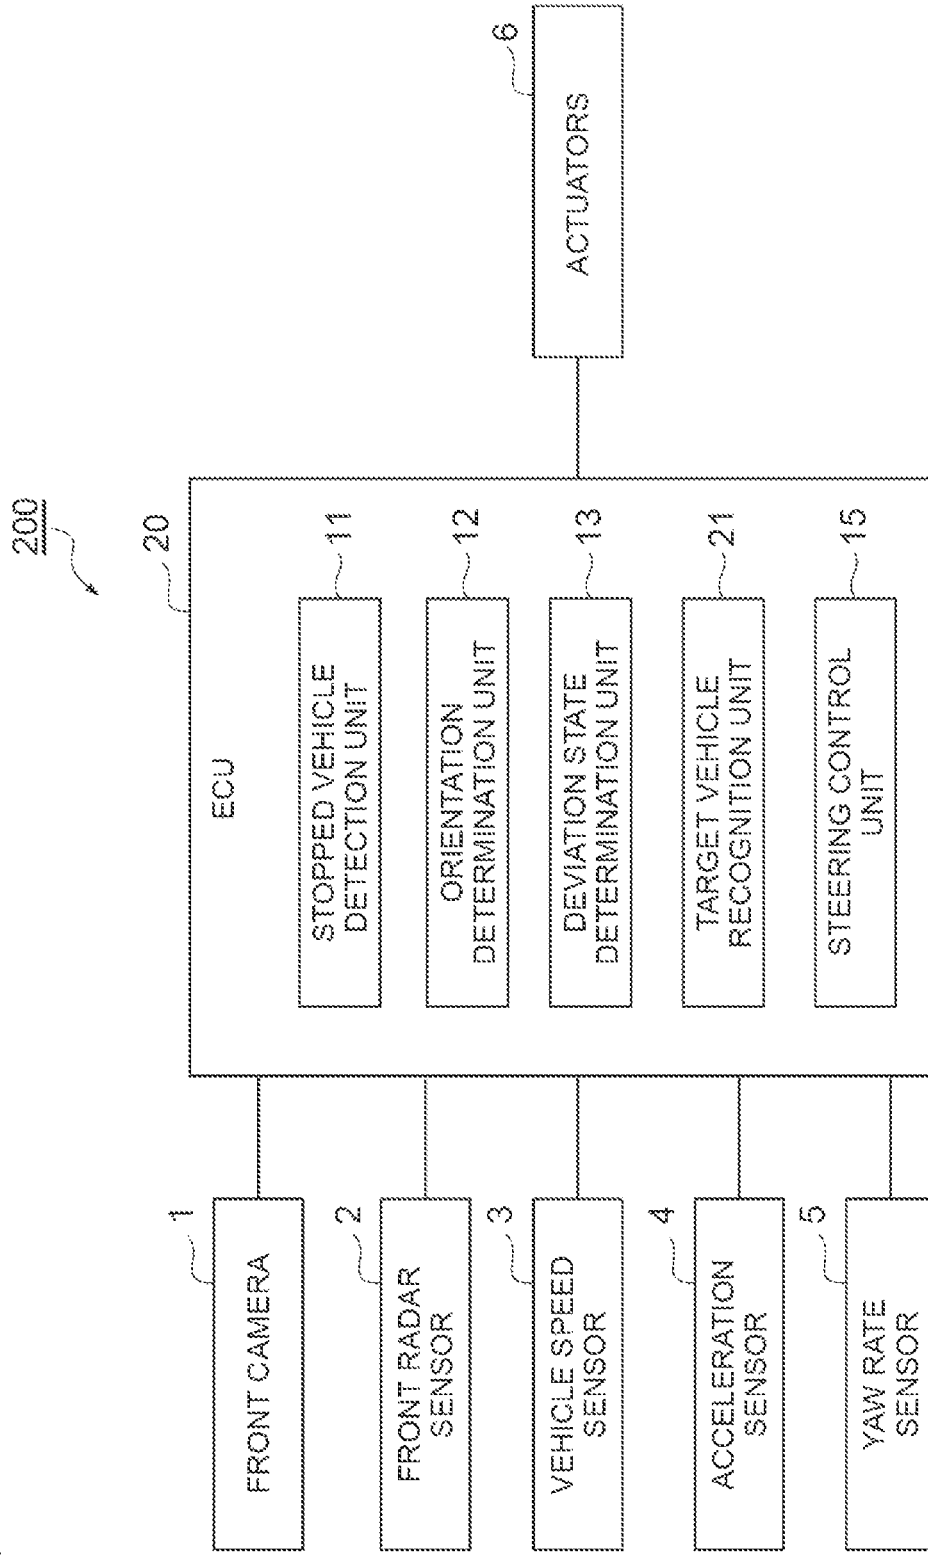 200
20
ECU
1
FRONT CAMERA
2
FRONT RADAR
SENSOR
3
VEHICLE SPEED
SENSOR
4
ACCELERATION
SENSOR
5
YAW RATE
SENSOR
11
STOPPED VEHICLE
DETECTION UNIT
12
ORIENTATION
DETERMINATION UNIT
13
DEVIATION STATE
DETERMINATION UNIT
21
TARGET VEHICLE
RECOGNITION UNIT
15
STEERING CONTROL
UNIT
6
ACTUATORS